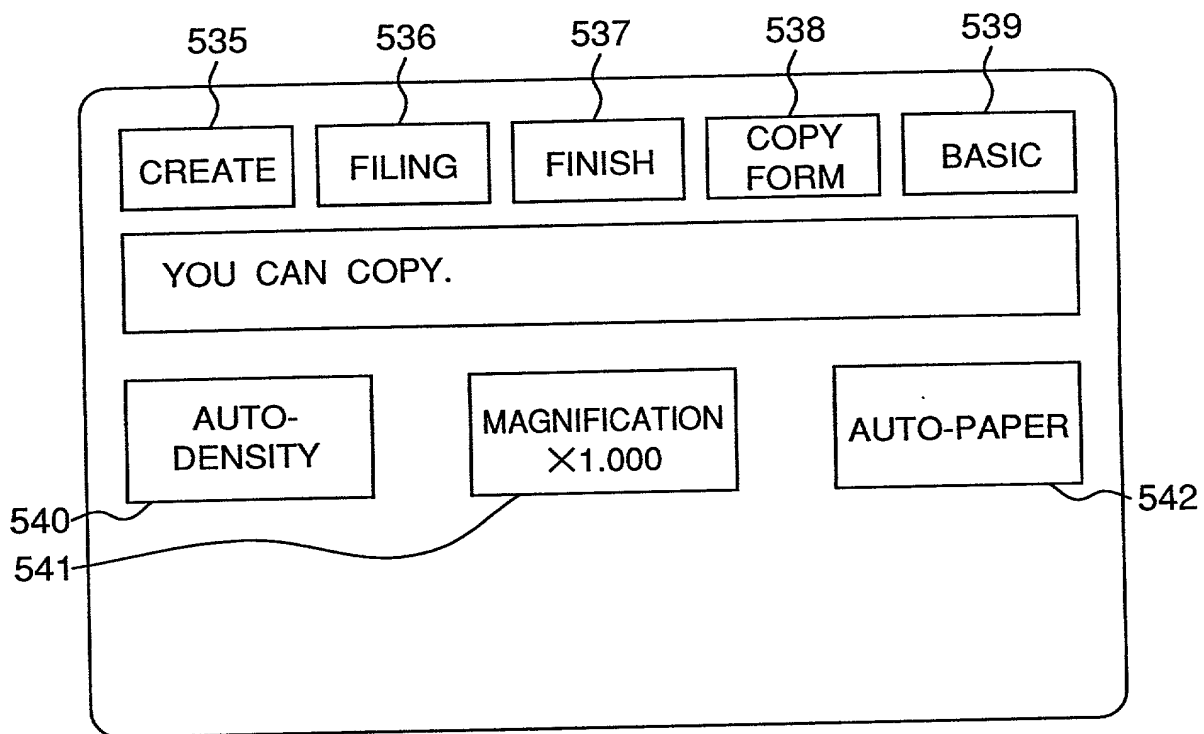 535 536 537 538 539
CREATE
FILING
FINISH
COPY
FORM
BASIC
YOU CAN COPY.
AUTO-
DENSITY
MAGNIFICATION
×1.000
AUTO-PAPER
540
541
542